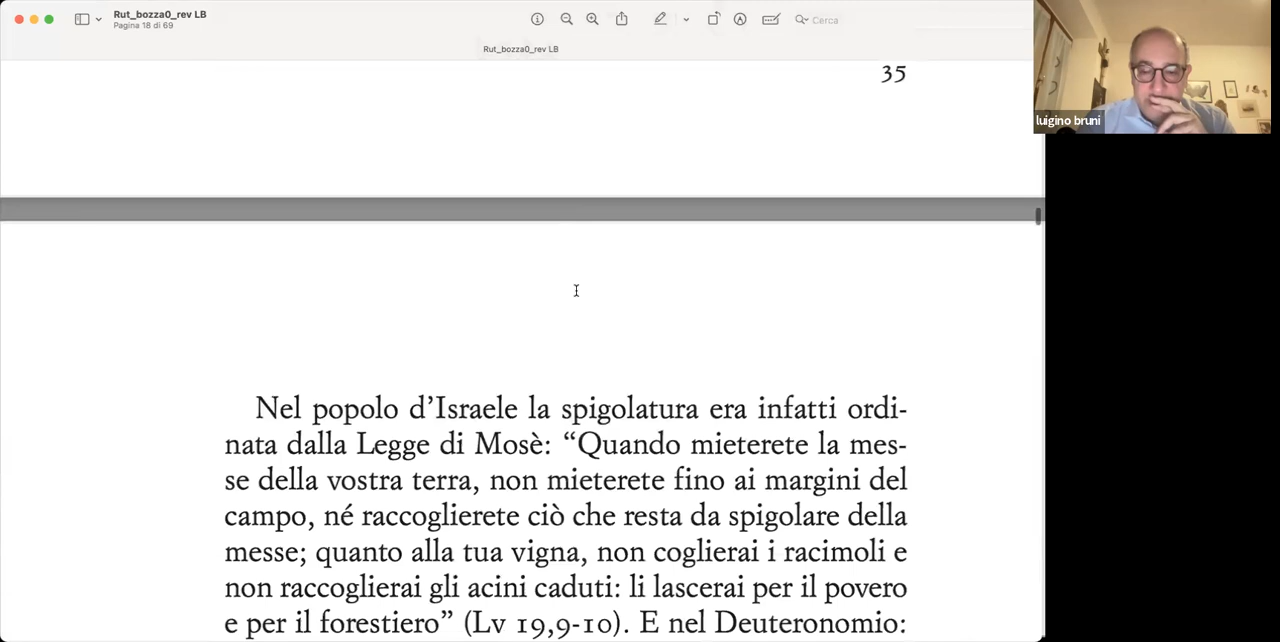 Rut_bozza0_rev LB
Pagina 18 di 69
Cerca
Rut_bozza0_rev LB
luigino bruni
35
Nel popolo d’Israele la spigolatura era infatti ordi-
nata dalla Legge di Mosè: “Quando mieterete la mes-
se della vostra terra, non mieterete fino ai margini del
campo, né raccoglierete ciò che resta da spigolare della
messe; quanto alla tua vigna, non coglierai i racimoli e
non raccoglierai gli acini caduti: li lascerai per il povero
e per il forestiero” (Lv 19,9-10). E nel Deuteronomio: